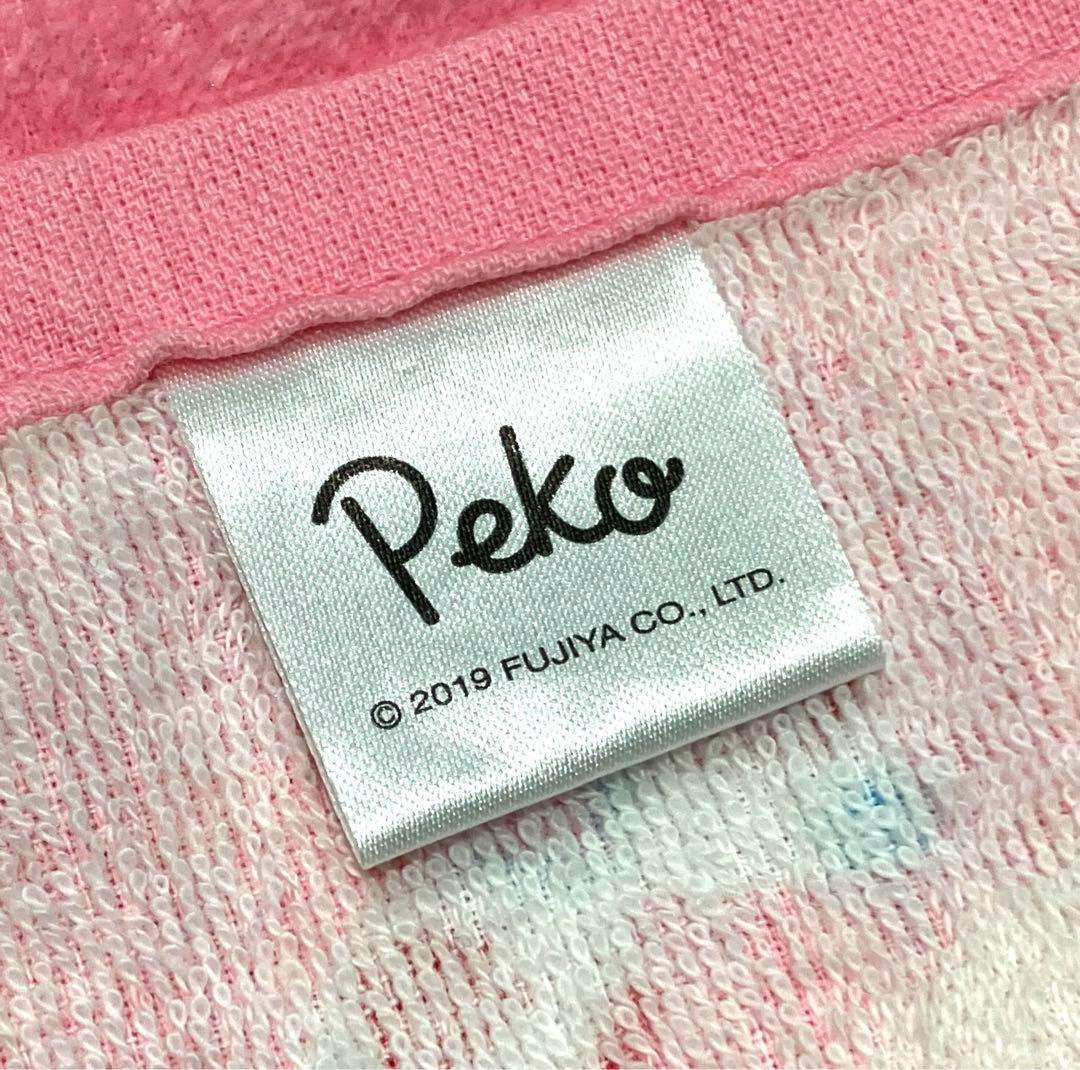 Peko
© 2019 FUJIYA CO., LTD.